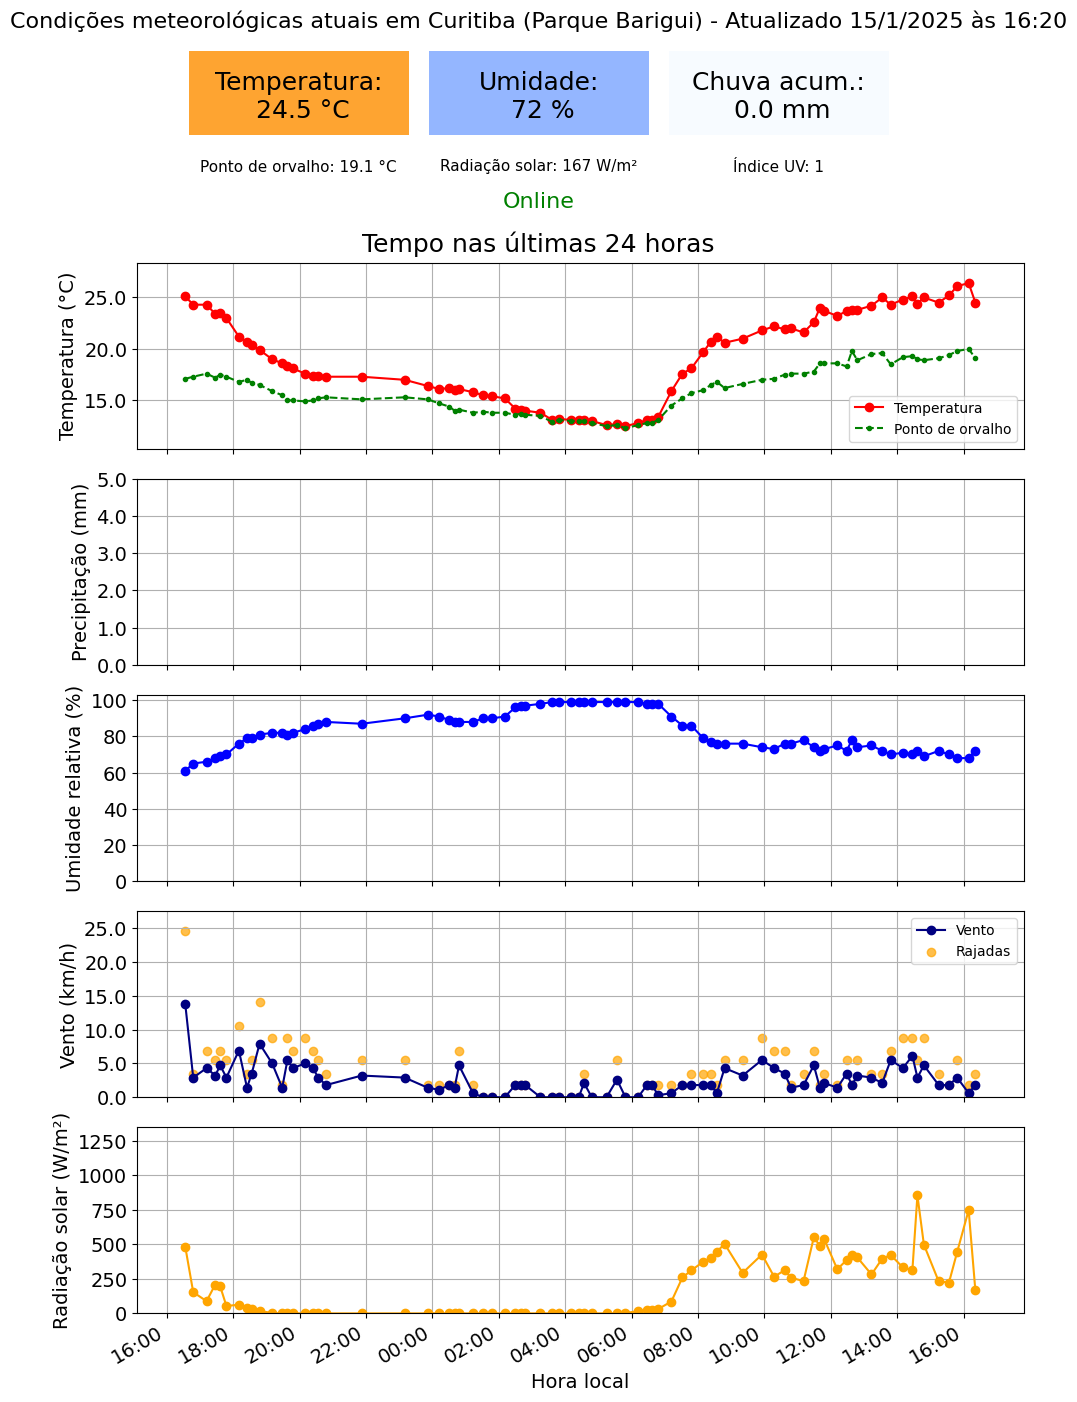 Condições meteorológicas atuais em Curitiba (Parque Barigui) - Atualizado 15/1/2025 às 16:20
Temperatura:
24.5 °C
Umidade:
72 %
Chuva acum.:
0.0 mm
Ponto de orvalho: 19.1 °C
Radiação solar: 167 W/m²
Índice UV: 1
Online
Tempo nas últimas 24 horas
Temperatura (°C)
25.0
20.0
15.0
Temperatura
Ponto de orvalho
Precipitação (mm)
5.0
4.0
3.0
2.0
1.0
0.0
Umidade relativa (%)
100
80
60
40
20
0
Vento (km/h)
25.0
20.0
15.0
10.0
5.0
0.0
Vento
Rajadas
Radiação solar (W/m²)
1250
1000
750
500
250
0
16:00
18:00
20:00
22:00
00:00
02:00
04:00
06:00
08:00
10:00
12:00
14:00
16:00
Hora local